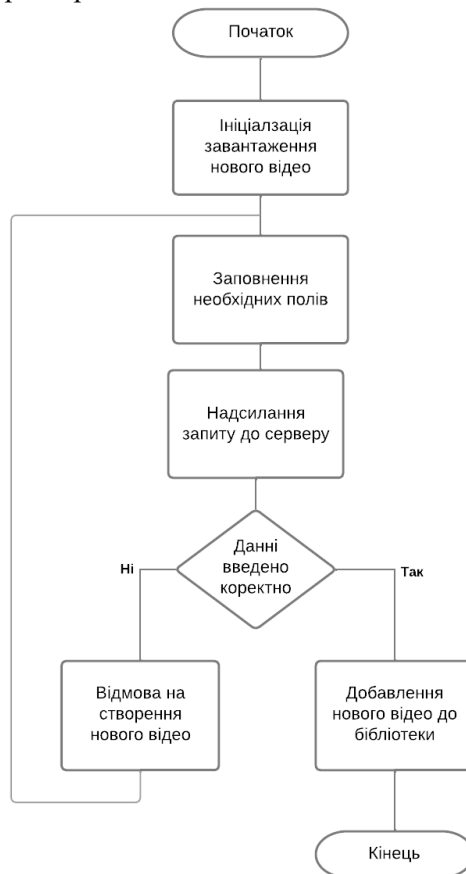 Початок
Ініціалзація
завантаження
нового відео
Заповнення
необхідних полів
Надсилання
запиту до серверу
Данні
введено
коректно
Ні
Так
Відмова на
створення
нового відео
Добавлення
нового відео до
бібліотеки
Кінець